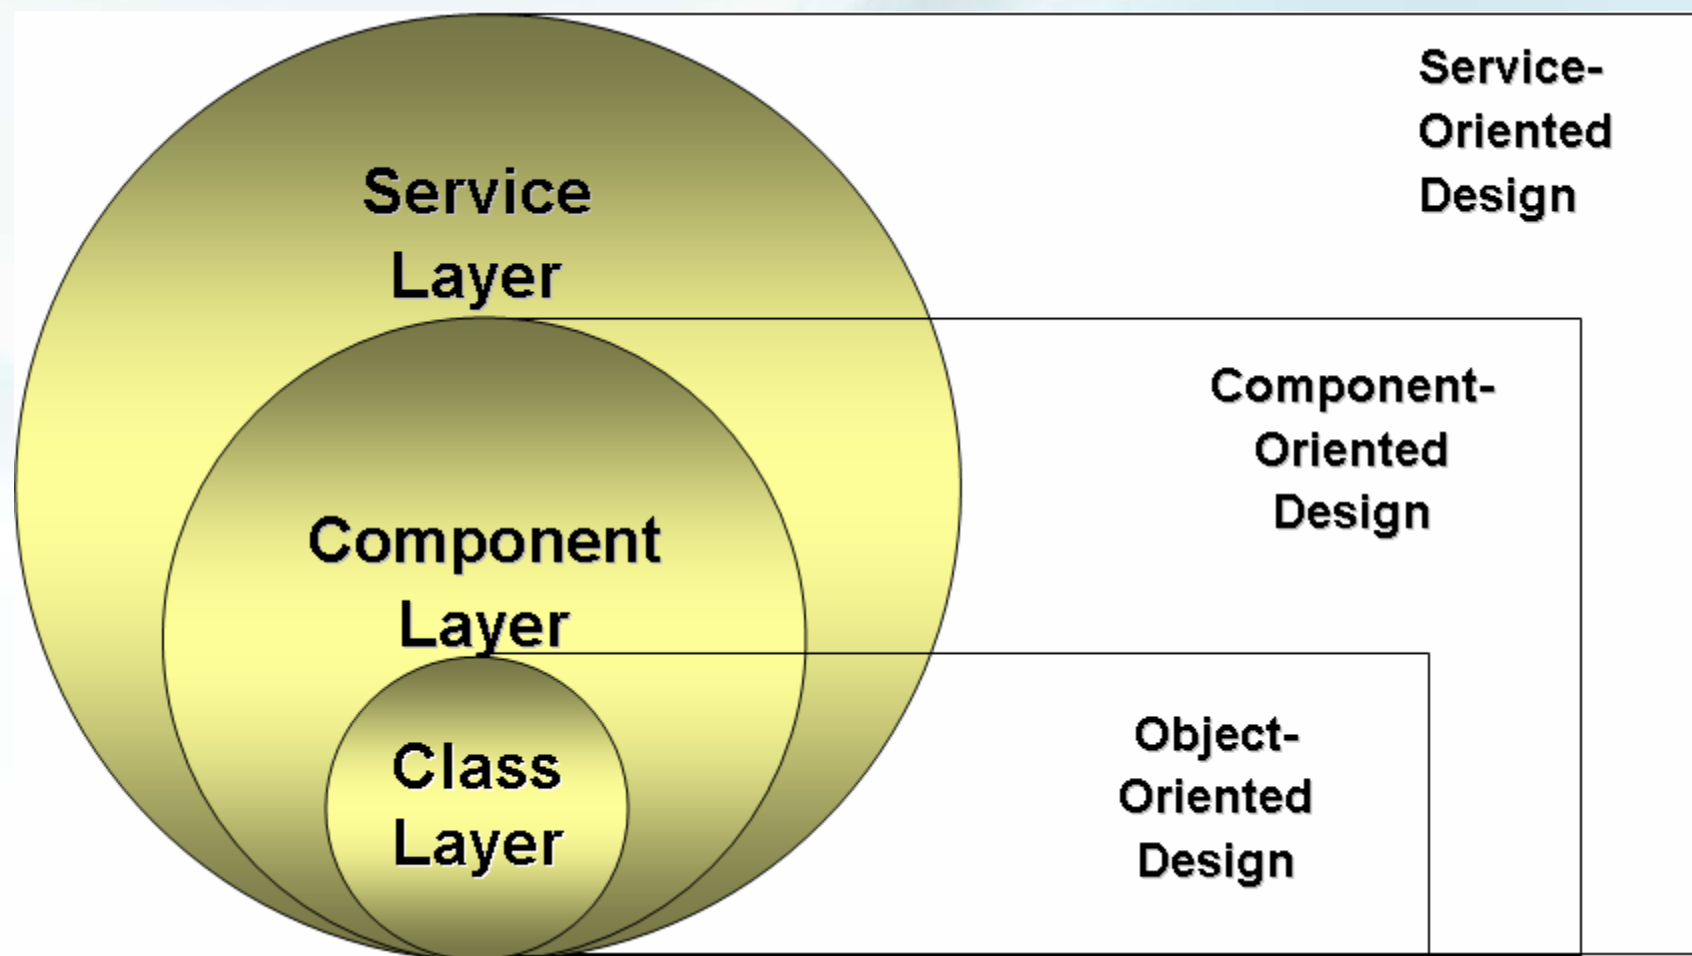 Service
Layer
Component
Layer
Class
Layer
Service-
Oriented
Design
Component-
Oriented
Design
Object-
Oriented
Design